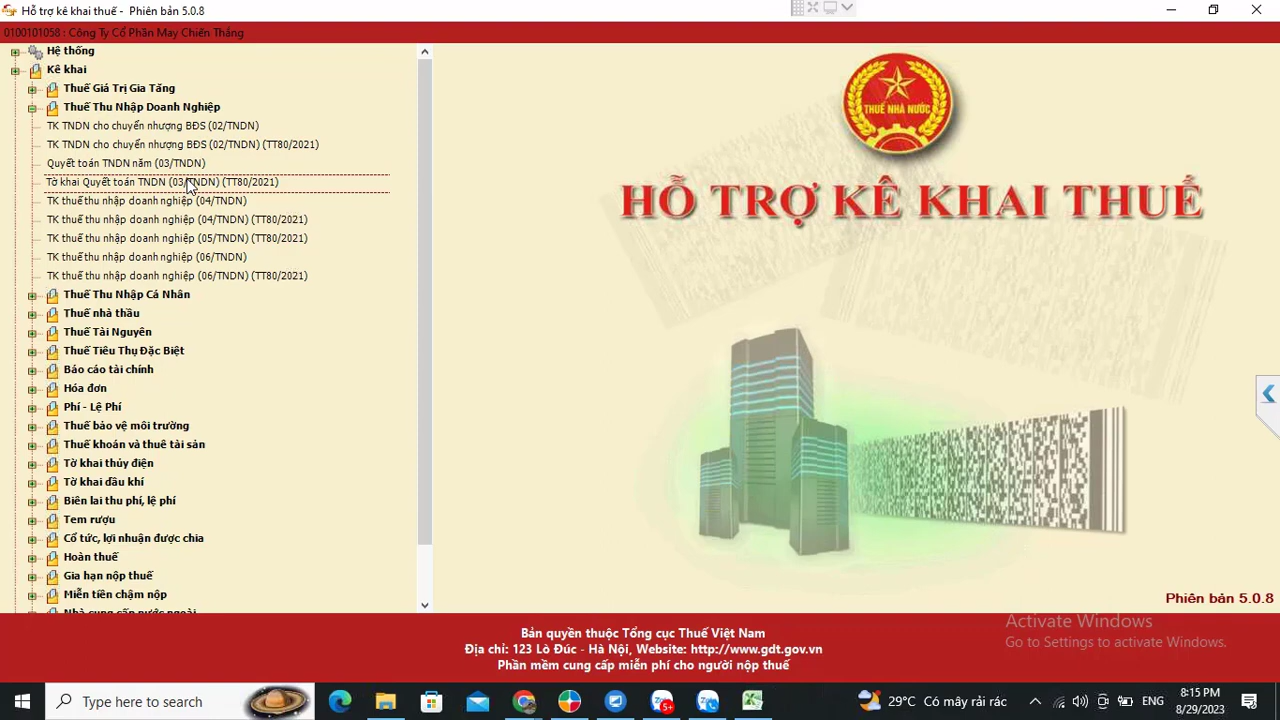 Hỗ trợ kê khai thuế - Phiên bản 5.0.8
0100101058 : Công Ty Cổ Phần May Chiến Thắng
Hệ thống
Kê khai
Thuế Giá Trị Gia Tăng
Thuế Thu Nhập Doanh Nghiệp
TK TNDN cho chuyển nhượng BĐS (02/TNDN)
TK TNDN cho chuyển nhượng BĐS (02/TNDN) (TT80/2021)
Quyết toán TNDN năm (03/TNDN)
Tờ khai Quyết toán TNDN (03/TNDN) (TT80/2021)
TK thuế thu nhập doanh nghiệp (04/TNDN)
TK thuế thu nhập doanh nghiệp (04/TNDN) (TT80/2021)
TK thuế thu nhập doanh nghiệp (05/TNDN) (TT80/2021)
TK thuế thu nhập doanh nghiệp (06/TNDN)
TK thuế thu nhập doanh nghiệp (06/TNDN) (TT80/2021)
Thuế Thu Nhập Cá Nhân
Thuế nhà thầu
Thuế Tài Nguyên
Thuế Tiêu Thụ Đặc Biệt
Báo cáo tài chính
Hóa đơn
Phí - Lệ Phí
Thuế bảo vệ môi trường
Thuế khoán và thuê tài sản
Tờ khai thủy điện
Tờ khai dầu khí
Biên lai thu phí, lệ phí
Tem rượu
Cổ tức, lợi nhuận được chia
Hoàn thuế
Gia hạn nộp thuế
Miễn tiền chậm nộp
Nhà cung cấp nước ngoài
THUẾ NHÀ NƯỚC
HỖ TRỢ KÊ KHAI THUẾ
Phiên bản 5.0.8
Activate Windows
Go to Settings to activate Windows.
Bản quyền thuộc Tổng cục Thuế Việt Nam
Địa chỉ: 123 Lò Đúc - Hà Nội, Website: http://www.gdt.gov.vn
Phần mềm cung cấp miễn phí cho người nộp thuế
Type here to search
5+
29°C Có mây rải rác
ENG
8:15 PM
8/29/2023